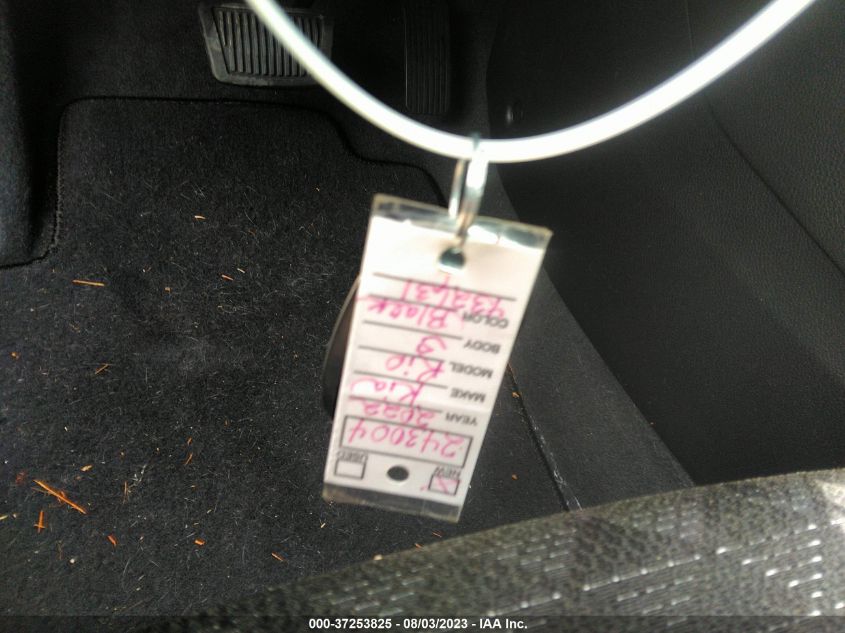 NEW USED
243004
YEAR 2022
MAKE Kia
MODEL Rio
BODY
COLOR Black
000-37253825 - 08/03/2023 - IAA Inc.